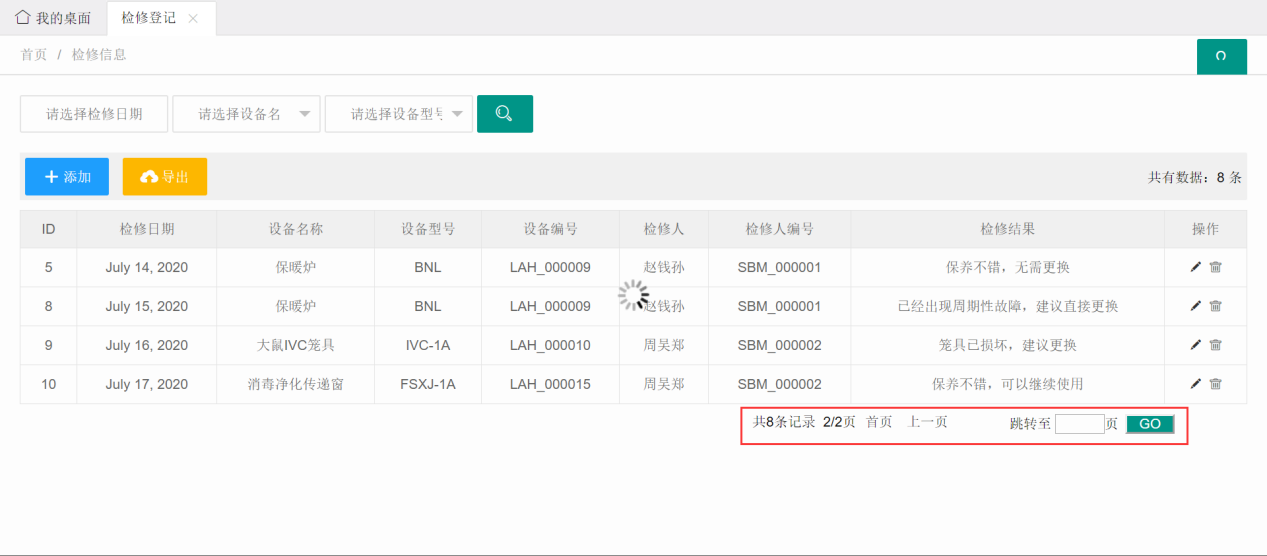 我的桌面 检修登记
首页 / 检修信息
请选择检修日期 请选择设备名 请选择设备型号
添加 导出 共有数据：8 条
ID 检修日期 设备名称 设备型号 设备编号 检修人 检修人编号 检修结果 操作
5 July 14, 2020 保暖炉 BNL LAH_000009 赵钱孙 SBM_000001 保养不错，无需更换
8 July 15, 2020 保暖炉 BNL LAH_000009 赵钱孙 SBM_000001 已经出现周期性故障，建议直接更换
9 July 16, 2020 大鼠IVC笼具 IVC-1A LAH_000010 周吴郑 SBM_000002 笼具已损坏，建议更换
10 July 17, 2020 消毒净化传递窗 FSXJ-1A LAH_000015 周吴郑 SBM_000002 保养不错，可以继续使用
共8条记录 2/2页 首页 上一页 跳转至 页 GO